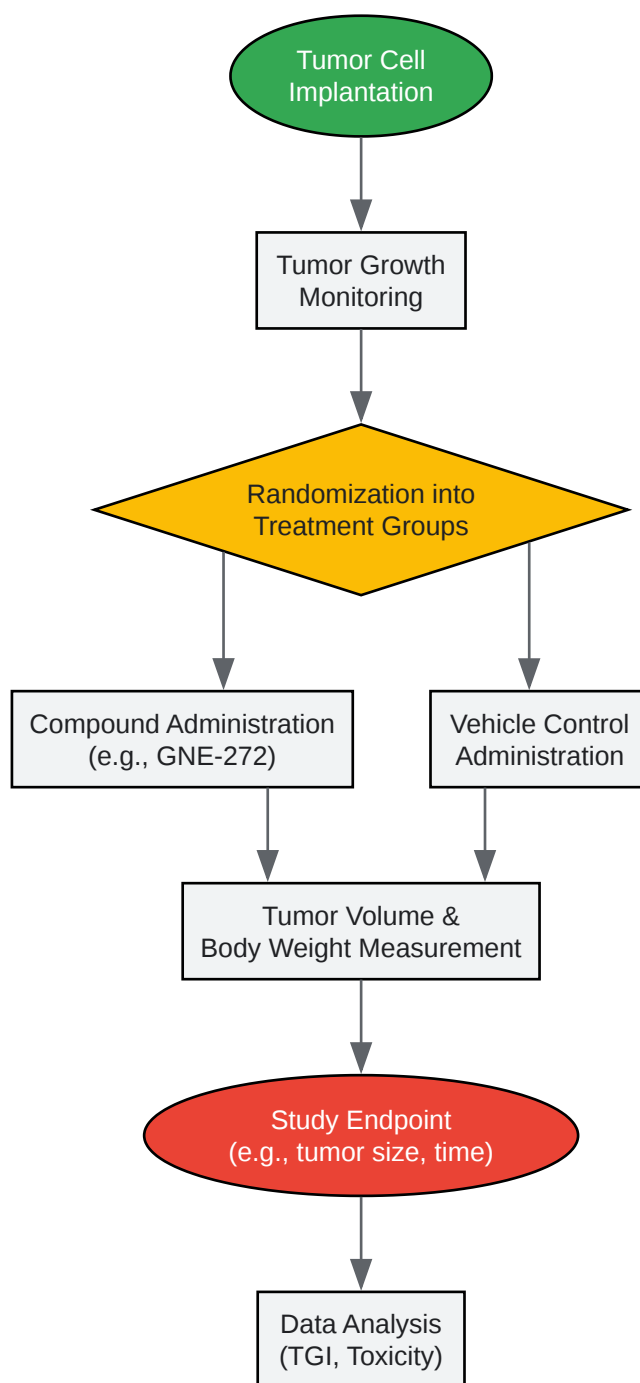 Tumor Cell
Implantation
Tumor Growth
Monitoring
Randomization into
Treatment Groups
Compound Administration
(e.g., GNE-272)
Vehicle Control
Administration
Tumor Volume &
Body Weight Measurement
Study Endpoint
(e.g., tumor size, time)
Data Analysis
(TGI, Toxicity)